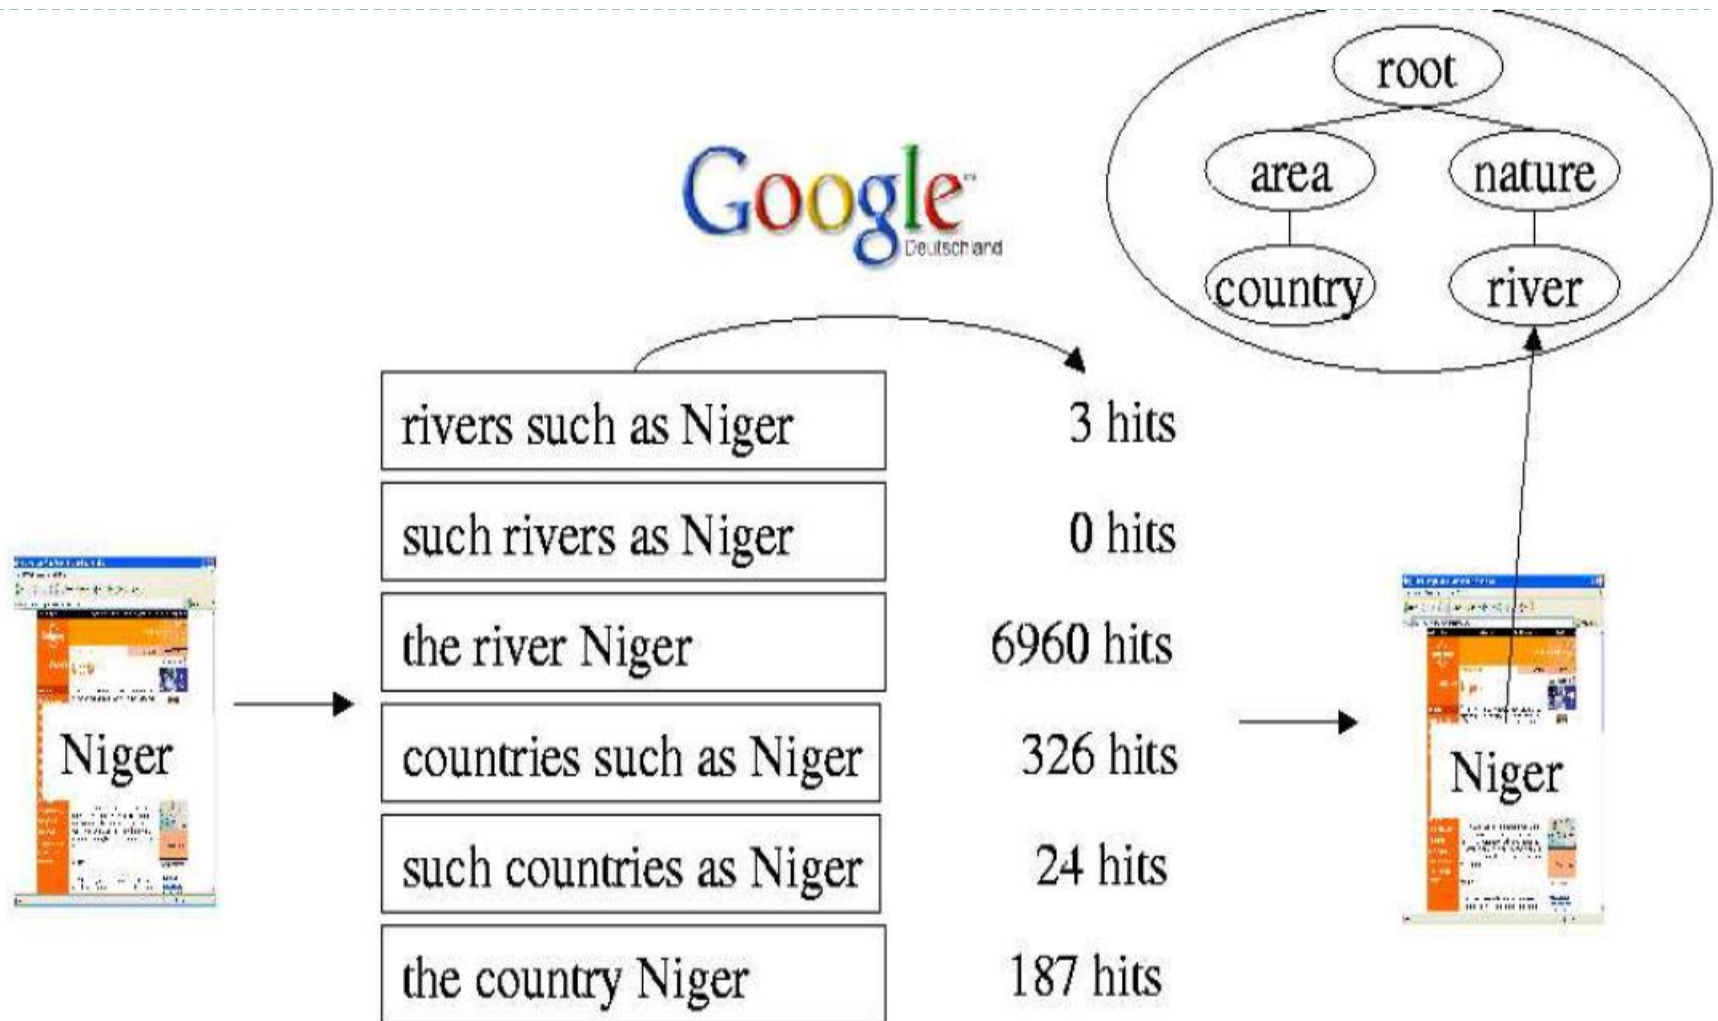 root
area
nature
country
river
Google
Deutschland
rivers such as Niger
3 hits
such rivers as Niger
0 hits
the river Niger
6960 hits
countries such as Niger
326 hits
such countries as Niger
24 hits
the country Niger
187 hits
Niger
Niger